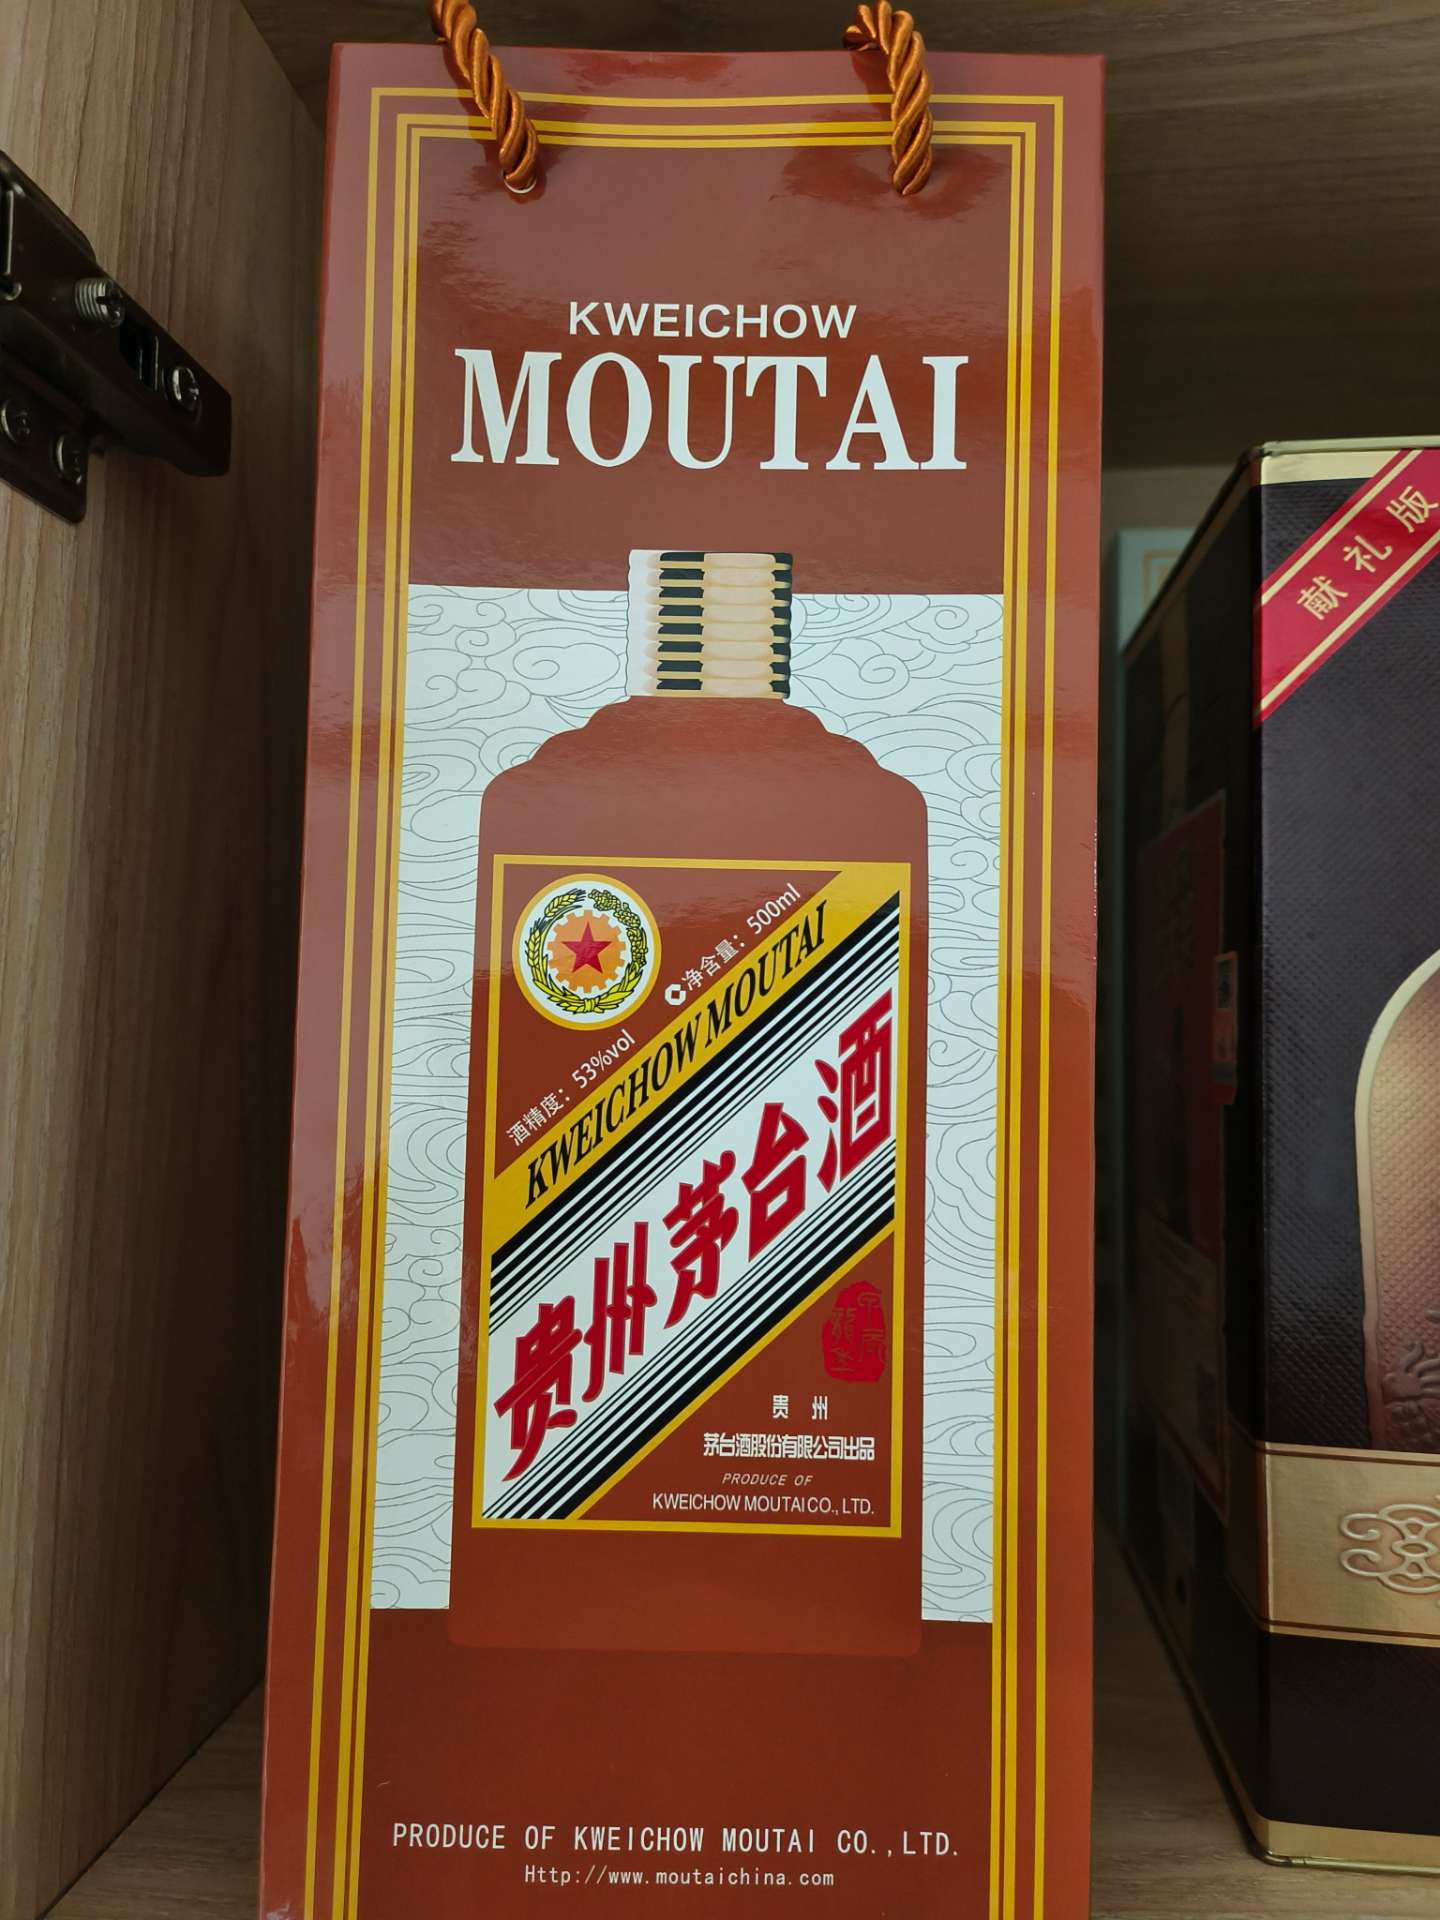 KWEICHOW
MOUTAI
净含量：500ml
酒精度：53%vol
KWEICHOW MOUTAI
贵州茅台酒
贵 州
茅台酒股份有限公司出品
PRODUCE OF
KWEICHOW MOUTAI CO., LTD.
PRODUCE OF KWEICHOW MOUTAI CO.,LTD.
Http://www.moutaichina.com
献礼版